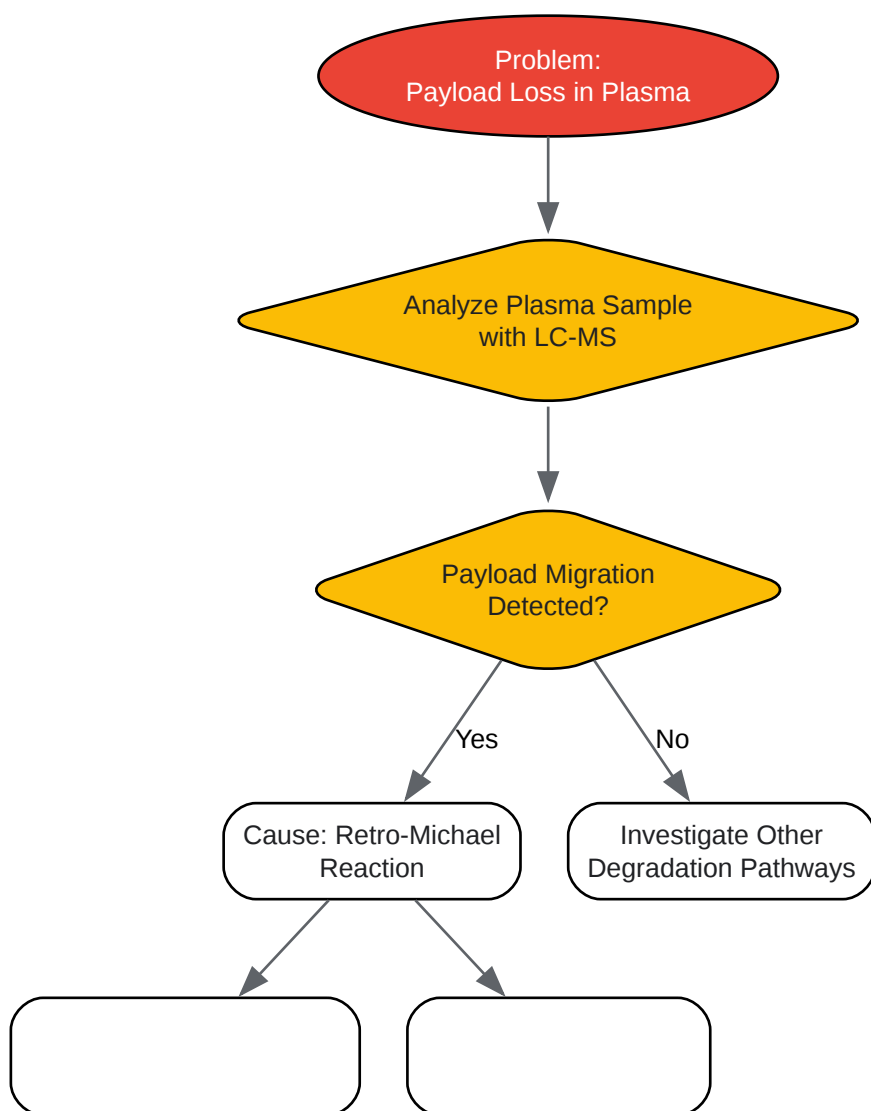 Problem:
Payload Loss in Plasma
Analyze Plasma Sample
with LC-MS
Payload Migration
Detected?
Yes
No
Cause: Retro-Michael
Reaction
Investigate Other
Degradation Pathways